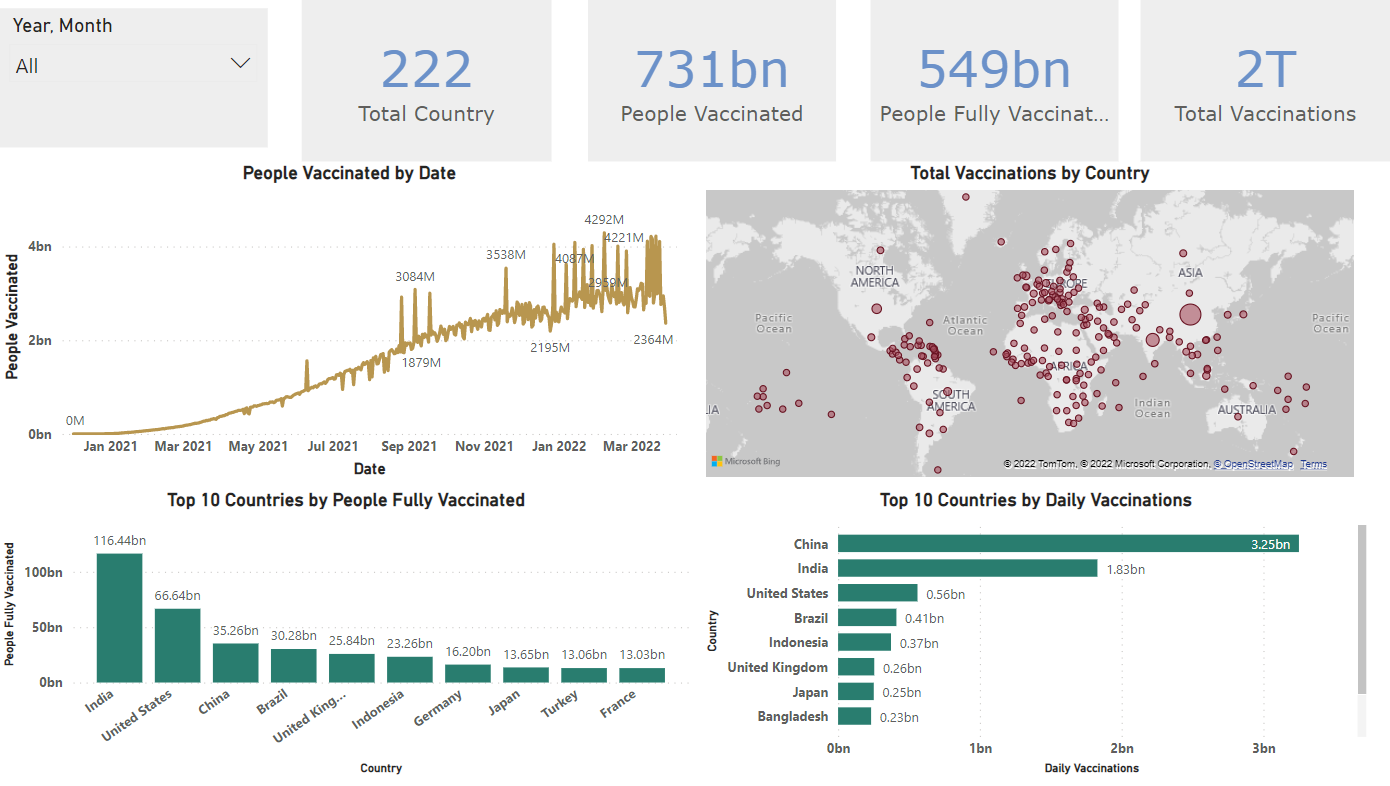 Year, Month
All
222
Total Country
731bn
People Vaccinated
549bn
People Fully Vaccinat...
2T
Total Vaccinations
People Vaccinated by Date
People Vaccinated
4bn
2bn
0bn
0M
3084M
1879M
3538M
2195M
4087M
4292M
4221M
2959M
2364M
Jan 2021
Mar 2021
May 2021
Jul 2021
Sep 2021
Nov 2021
Jan 2022
Mar 2022
Date
Total Vaccinations by Country
NORTH
AMERICA
EUROPE
ASIA
Pacific
Ocean
Atlantic
Ocean
Pacific
Ocean
AFRICA
SOUTH
AMERICA
Indian
Ocean
AUSTRALIA
LIA
Microsoft Bing
© 2022 TomTom, © 2022 Microsoft Corporation, © OpenStreetMap Terms
Top 10 Countries by People Fully Vaccinated
People Fully Vaccinated
100bn
50bn
0bn
116.44bn
66.64bn
35.26bn
30.28bn
25.84bn
23.26bn
16.20bn
13.65bn
13.06bn
13.03bn
India
United States
China
Brazil
United King...
Indonesia
Germany
Japan
Turkey
France
Country
Top 10 Countries by Daily Vaccinations
Country
China 3.25bn
India 1.83bn
United States 0.56bn
Brazil 0.41bn
Indonesia 0.37bn
United Kingdom 0.26bn
Japan 0.25bn
Bangladesh 0.23bn
0bn
1bn
2bn
3bn
Daily Vaccinations